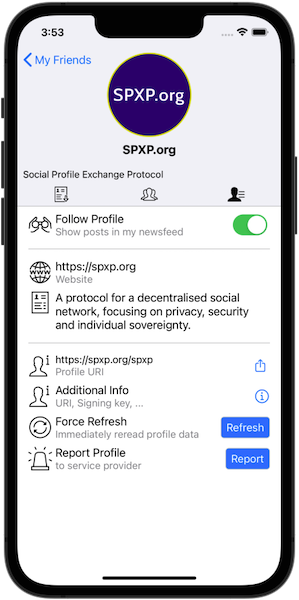 3:53
My Friends
SPXP.org
SPXP.org
Social Profile Exchange Protocol
Follow Profile
Show posts in my newsfeed
https://spxp.org
Website
A protocol for a decentralised social
network, focusing on privacy, security
and individual sovereignty.
https://spxp.org/spxp
Profile URI
Additional Info
URI, Signing key, ...
Force Refresh
Immediately reread profile data
Refresh
Report Profile
to service provider
Report